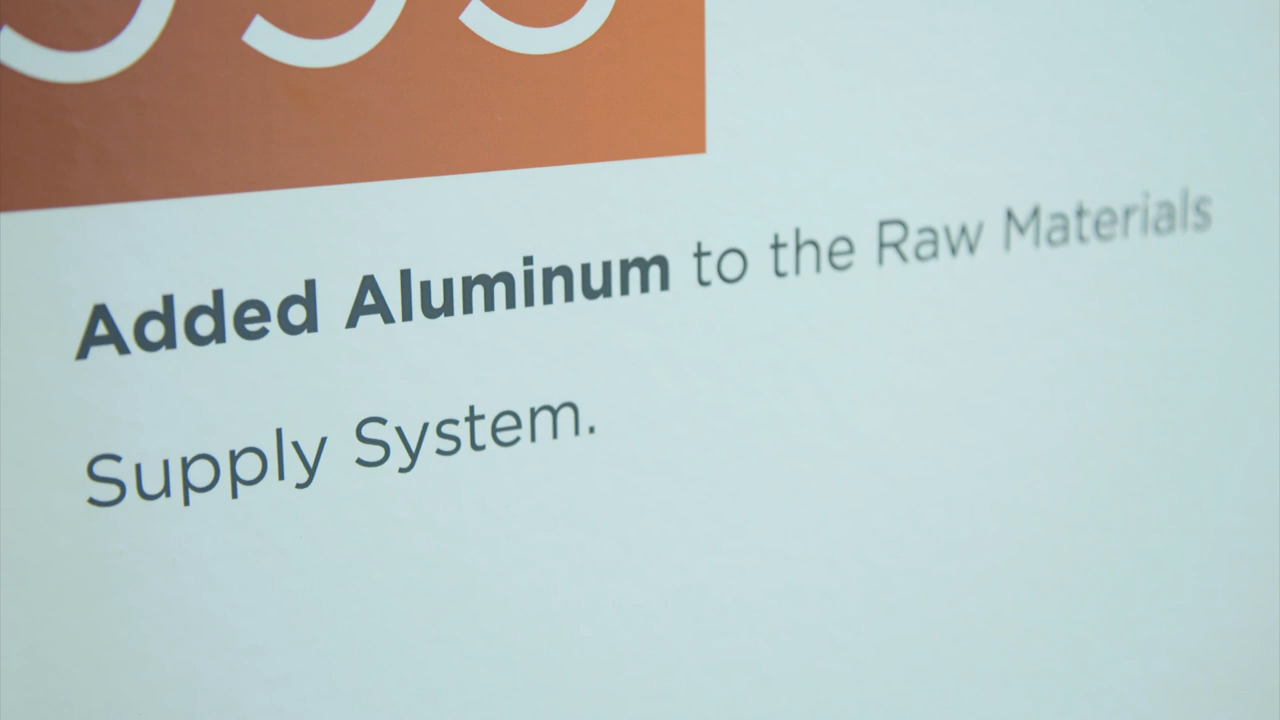 Added Aluminum to the Raw Materials
Supply System.